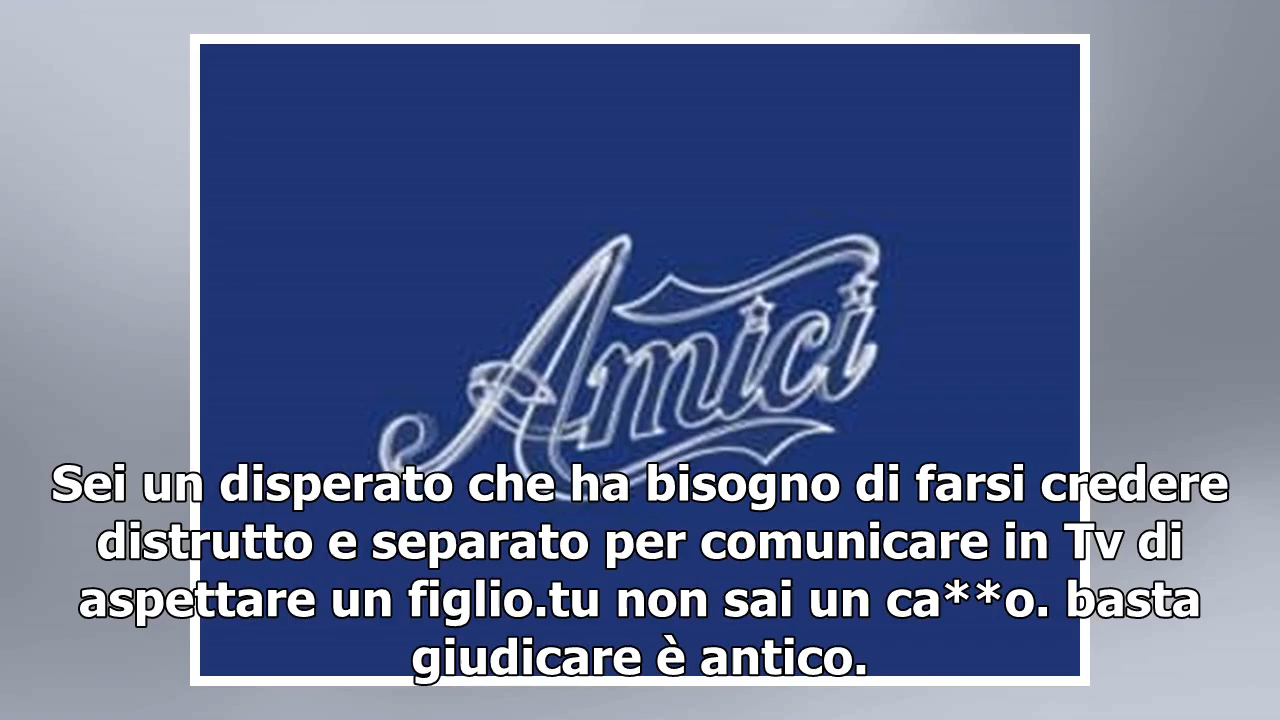 Amici
Sei un disperato che ha bisogno di farsi credere
distrutto e separato per comunicare in Tv di
aspettare un figlio.tu non sai un ca**o. basta
giudicare è antico.